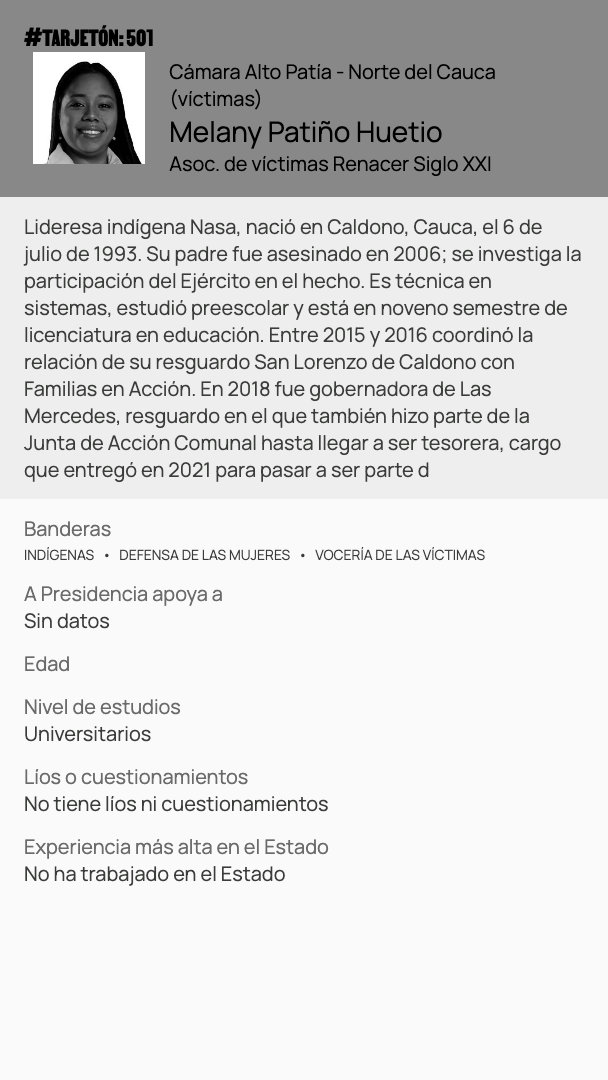 #TARJETÓN: 501
Cámara Alto Patía - Norte del Cauca
(víctimas)
Melany Patiño Huetio
Asoc. de víctimas Renacer Siglo XXI
Lideresa indígena Nasa, nació en Caldono, Cauca, el 6 de
julio de 1993. Su padre fue asesinado en 2006; se investiga la
participación del Ejército en el hecho. Es técnica en
sistemas, estudió preescolar y está en noveno semestre de
licenciatura en educación. Entre 2015 y 2016 coordinó la
relación de su resguardo San Lorenzo de Caldono con
Familias en Acción. En 2018 fue gobernadora de Las
Mercedes, resguardo en el que también hizo parte de la
Junta de Acción Comunal hasta llegar a ser tesorera, cargo
que entregó en 2021 para pasar a ser parte d
Banderas
INDÍGENAS • DEFENSA DE LAS MUJERES • VOCERÍA DE LAS VÍCTIMAS
A Presidencia apoya a
Sin datos
Edad
Nivel de estudios
Universitarios
Líos o cuestionamientos
No tiene líos ni cuestionamientos
Experiencia más alta en el Estado
No ha trabajado en el Estado